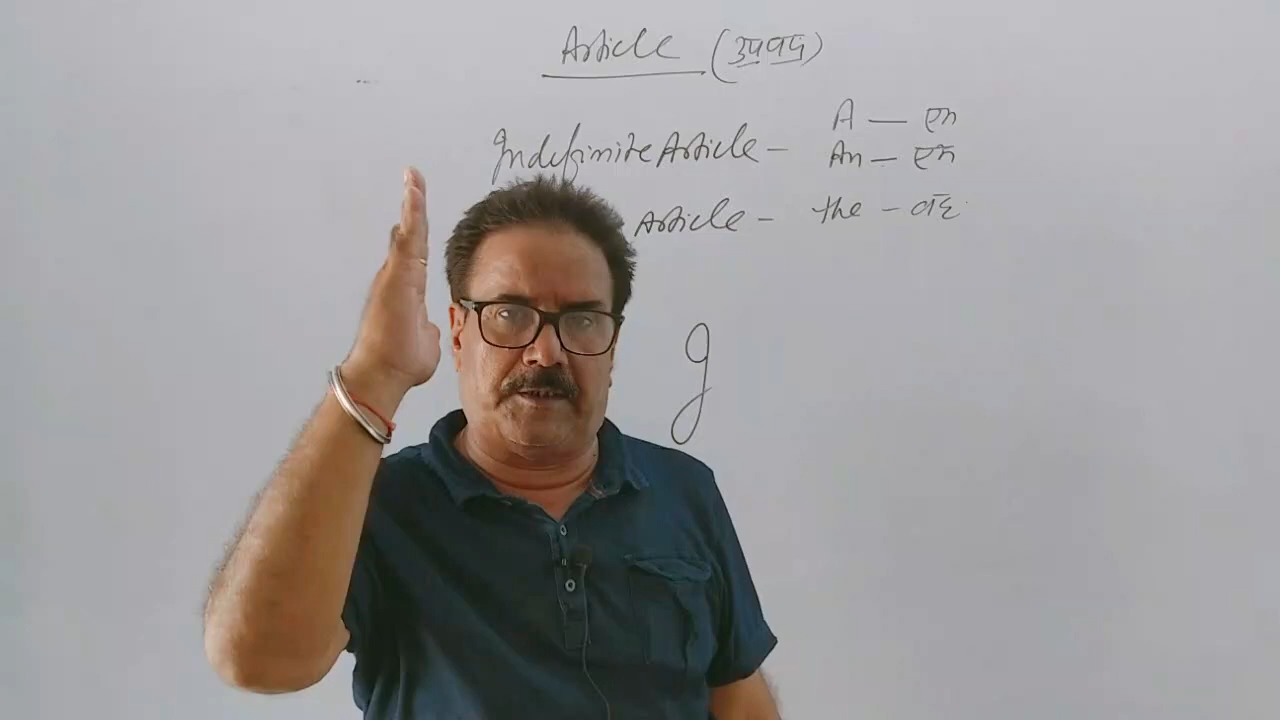 Article (उपपद)
Indefinite Article - A — एक
An — एक
Article - the - वह
g